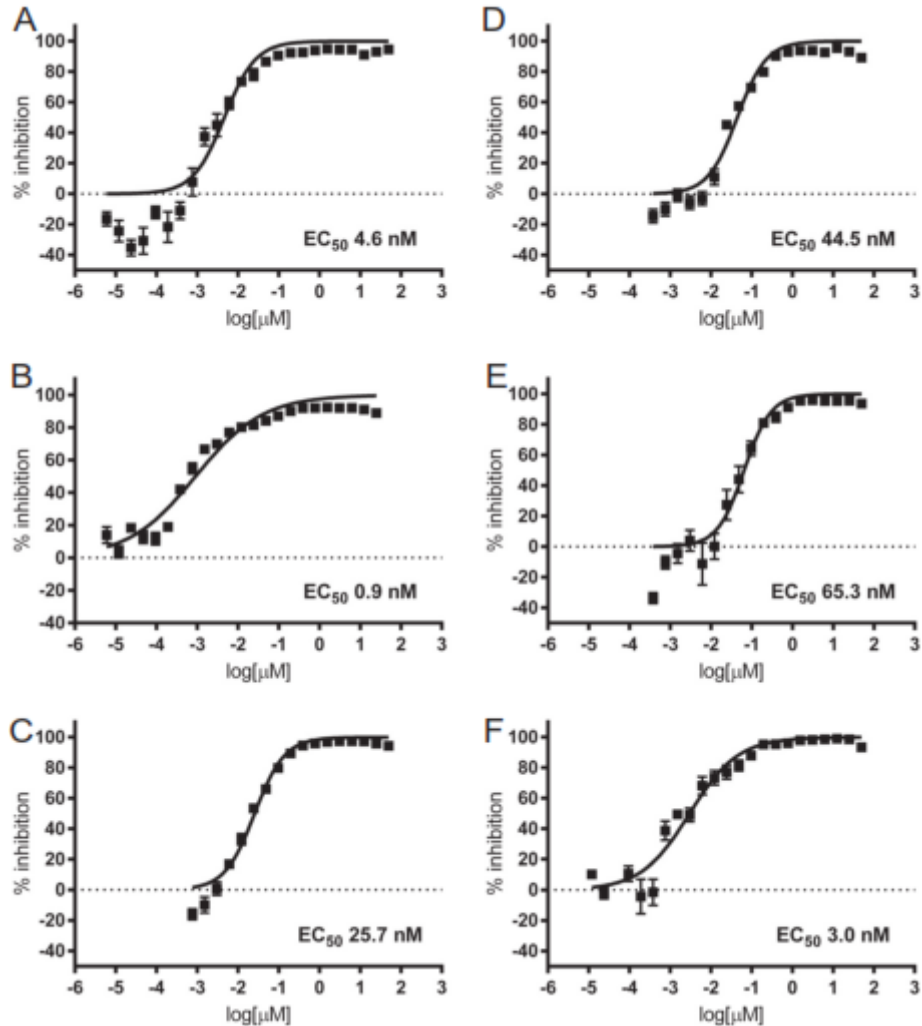 A
% inhibition
100
80
60
40
20
0
-20
-40
EC50 4.6 nM
-6 -5 -4 -3 -2 -1 0 1 2 3
log[μM]
D
% inhibition
100
80
60
40
20
0
-20
-40
EC50 44.5 nM
-6 -5 -4 -3 -2 -1 0 1 2 3
log[μM]
B
% inhibition
100
80
60
40
20
0
-20
-40
EC50 0.9 nM
-6 -5 -4 -3 -2 -1 0 1 2 3
log[μM]
E
% inhibition
100
80
60
40
20
0
-20
-40
EC50 65.3 nM
-6 -5 -4 -3 -2 -1 0 1 2 3
log[μM]
C
% inhibition
100
80
60
40
20
0
-20
-40
EC50 25.7 nM
-6 -5 -4 -3 -2 -1 0 1 2 3
log[μM]
F
% inhibition
100
80
60
40
20
0
-20
-40
EC50 3.0 nM
-6 -5 -4 -3 -2 -1 0 1 2 3
log[μM]